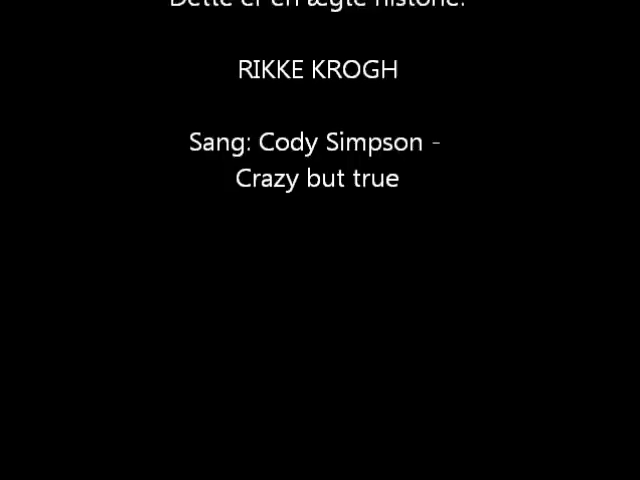 Dette er en ægte historie.
RIKKE KROGH
Sang: Cody Simpson -
Crazy but true